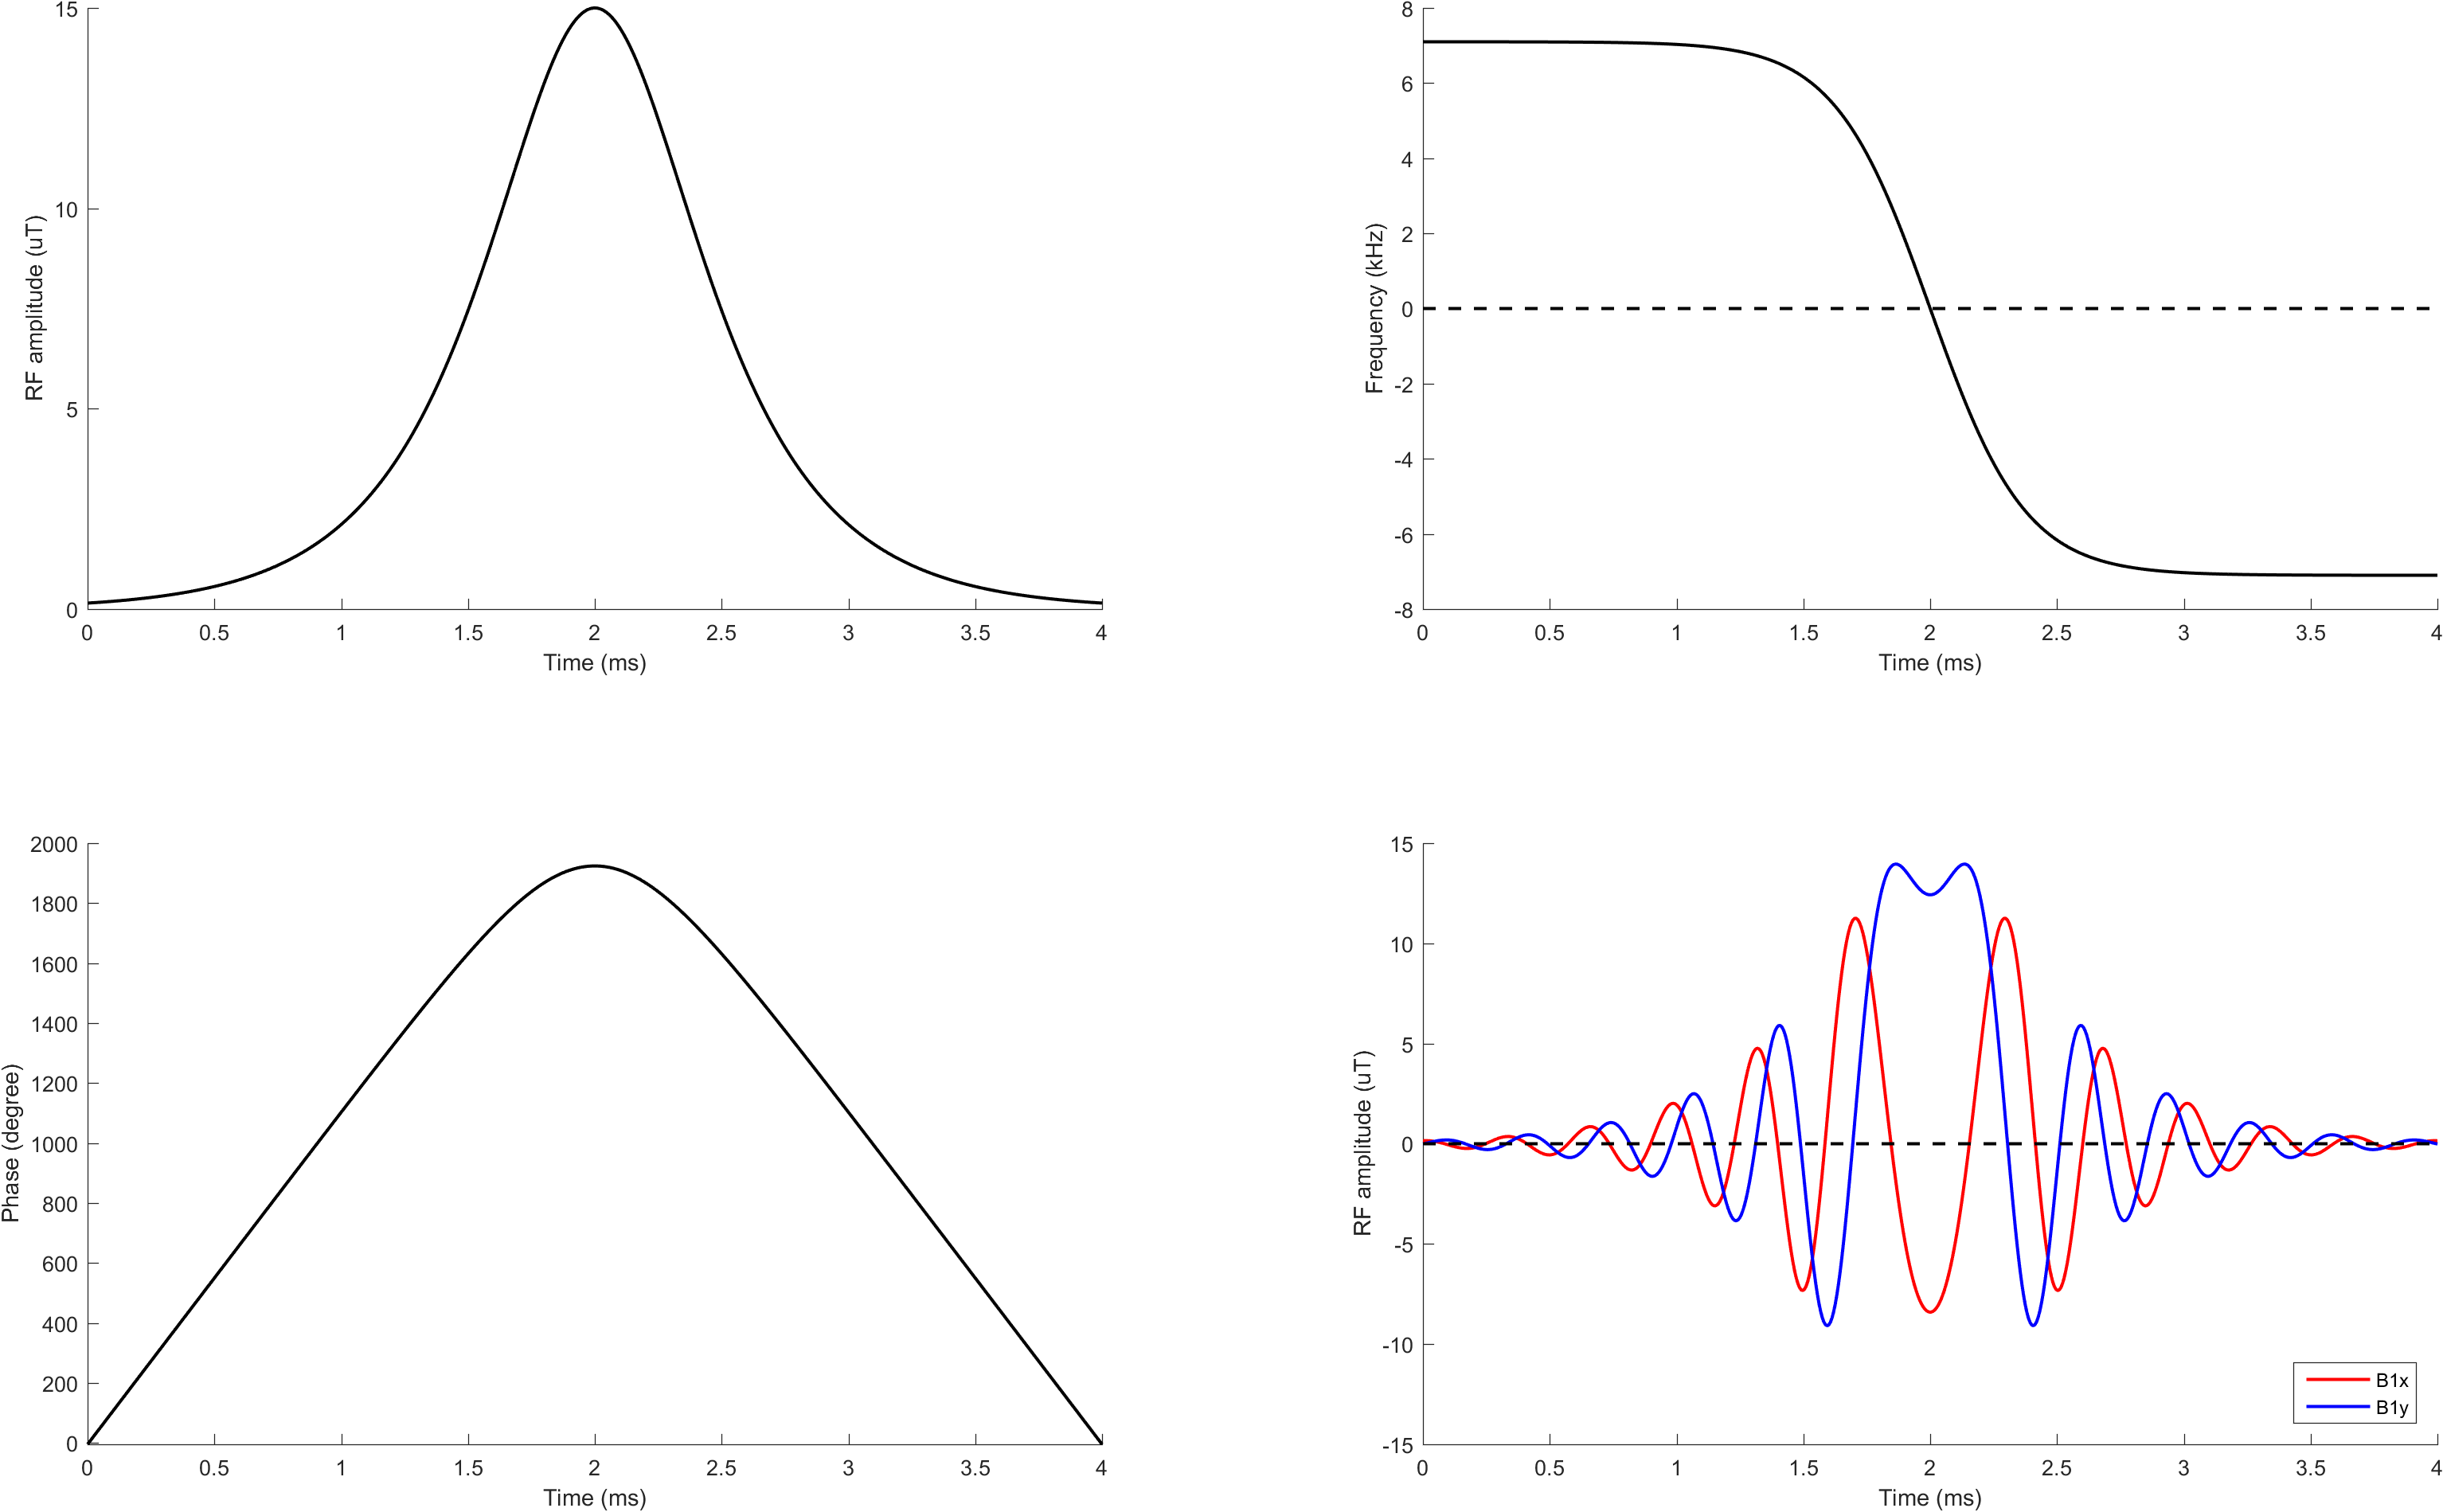 15
10
5
0
RF amplitude (uT)
0 0.5 1 1.5 2 2.5 3 3.5 4
Time (ms)
8
6
4
2
0
-2
-4
-6
-8
Frequency (kHz)
0 0.5 1 1.5 2 2.5 3 3.5 4
Time (ms)
2000
1800
1600
1400
1200
1000
800
600
400
200
0
Phase (degree)
0 0.5 1 1.5 2 2.5 3 3.5 4
Time (ms)
15
10
5
0
-5
-10
-15
RF amplitude (uT)
B1x
B1y
0 0.5 1 1.5 2 2.5 3 3.5 4
Time (ms)